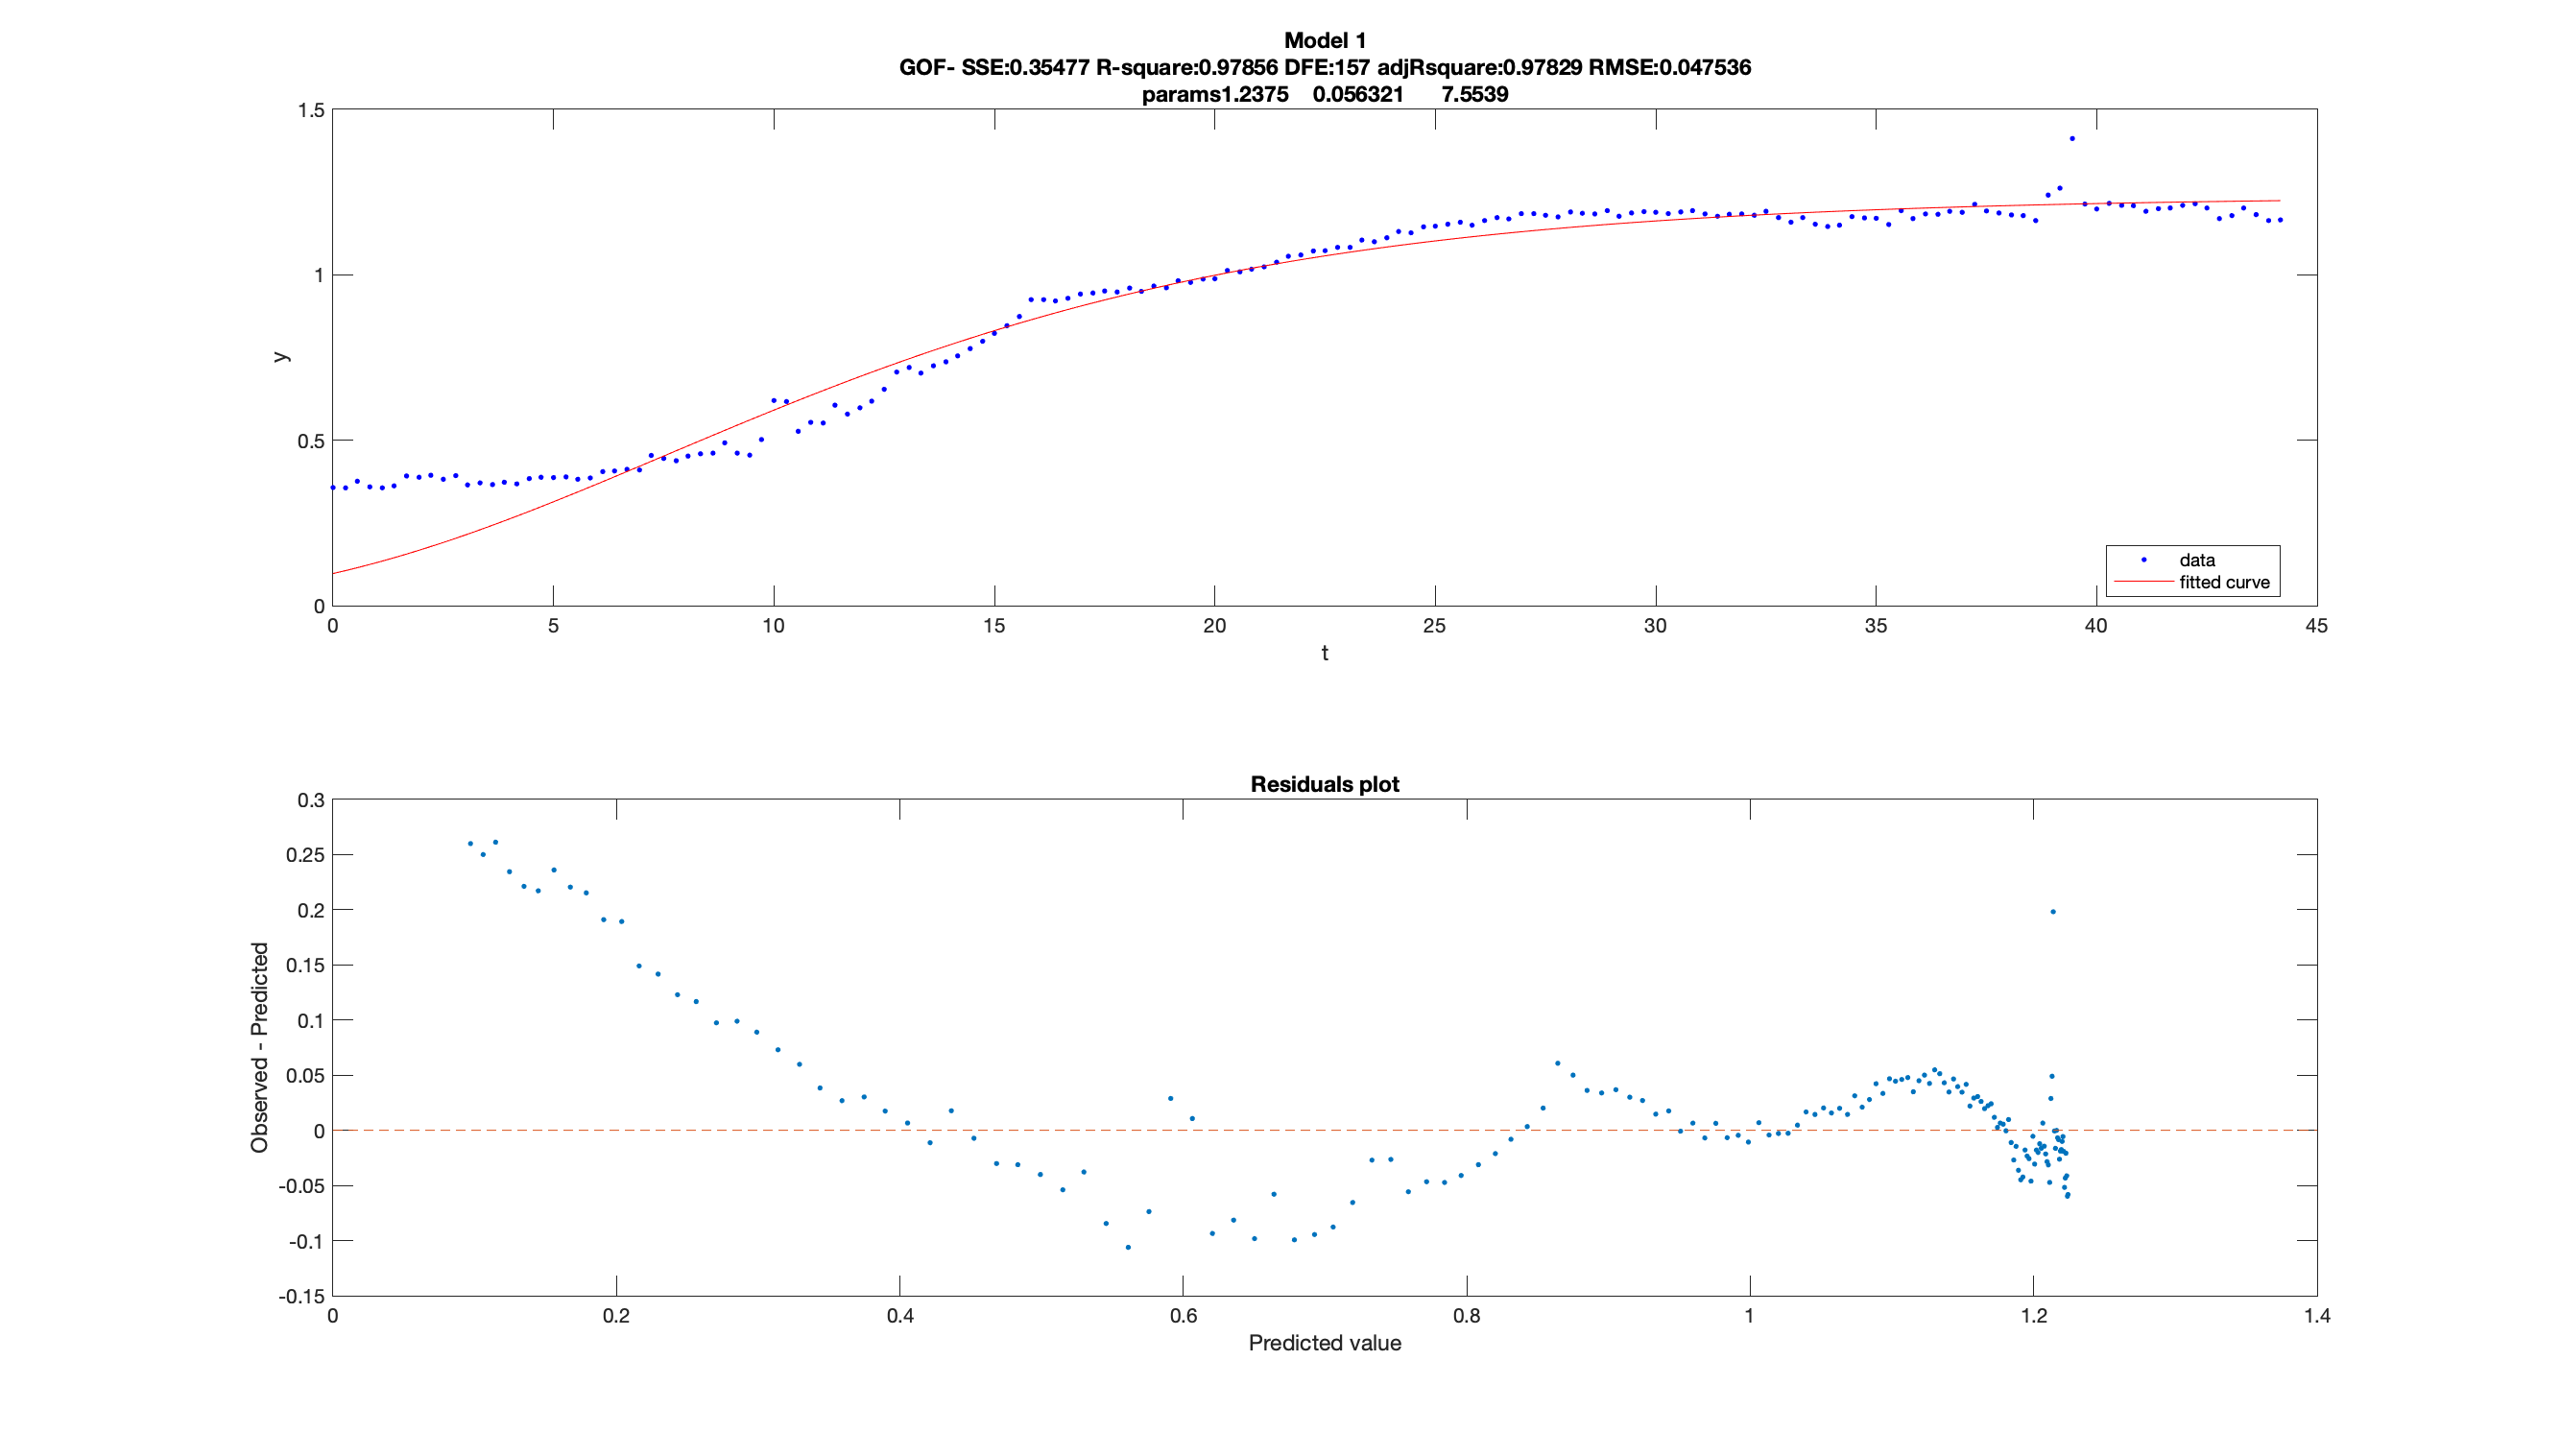 Model 1
GOF- SSE:0.35477 R-square:0.97856 DFE:157 adjRsquare:0.97829 RMSE:0.047536
params1.2375 0.056321 7.5539
1.5
1
0.5
0
y
0 5 10 15 20 25 30 35 40 45
t
data
fitted curve
Residuals plot
0.3
0.25
0.2
0.15
0.1
0.05
0
-0.05
-0.1
-0.15
Observed - Predicted
0 0.2 0.4 0.6 0.8 1 1.2 1.4
Predicted value